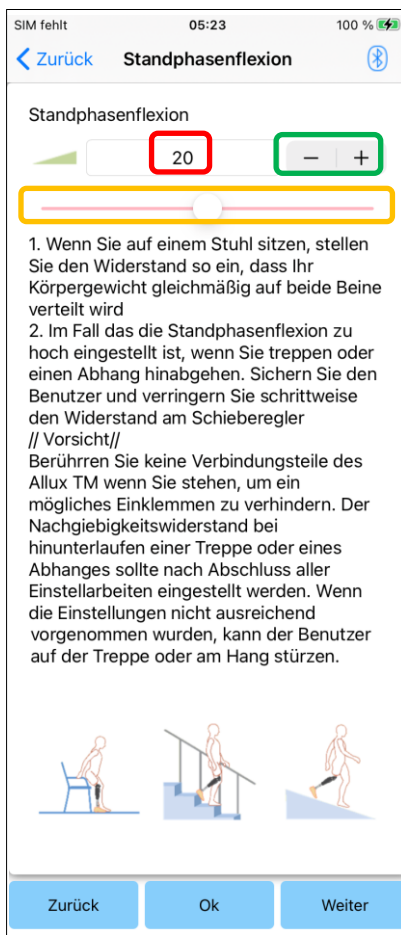 SIM fehlt 05:23 100 %
Zurück Standphasenflexion
Standphasenflexion
20 − +
1. Wenn Sie auf einem Stuhl sitzen, stellen
Sie den Widerstand so ein, dass Ihr
Körpergewicht gleichmäßig auf beide Beine
verteilt wird
2. Im Fall das die Standphasenflexion zu
hoch eingestellt ist, wenn Sie treppen oder
einen Abhang hinabgehen. Sichern Sie den
Benutzer und verringern Sie schrittweise
den Widerstand am Schieberegler
// Vorsicht//
Berührren Sie keine Verbindungsteile des
Allux TM wenn Sie stehen, um ein
mögliches Einklemmen zu verhindern. Der
Nachgiebigkeitswiderstand bei
hinunterlaufen einer Treppe oder eines
Abhanges sollte nach Abschluss aller
Einstellarbeiten eingestellt werden. Wenn
die Einstellungen nicht ausreichend
vorgenommen wurden, kann der Benutzer
auf der Treppe oder am Hang stürzen.
Zurück Ok Weiter